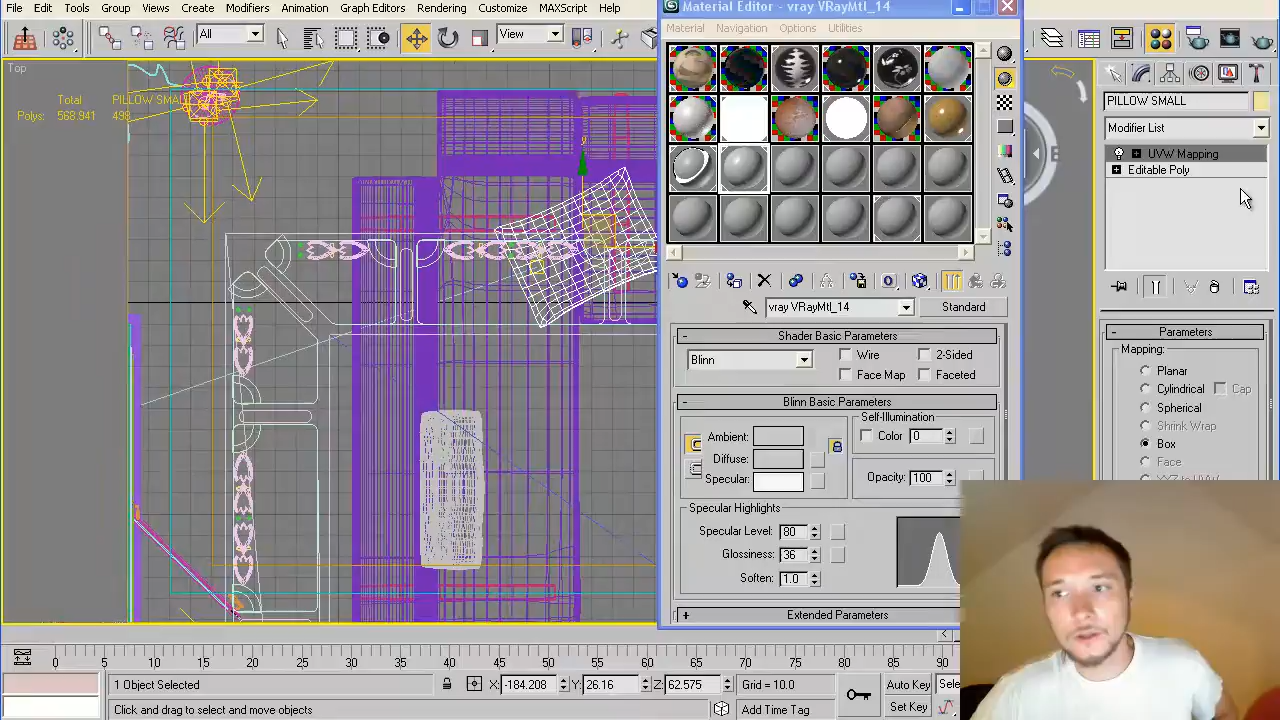 File Edit Tools Group Views Create Modifiers Animation Graph Editors Rendering Customize MAXScript Help
Material Editor - vray VRayMtl_14
Material Navigation Options Utilities
All
View
Top
Total PILLOW SMAL
Polys: 568.941 498
PILLOW SMALL
Modifier List
UVW Mapping
Editable Poly
vray VRayMtl_14 Standard
Shader Basic Parameters
Blinn Wire 2-Sided
Face Map Faceted
Blinn Basic Parameters
Self-Illumination
Ambient: Color 0
Diffuse:
Specular: Opacity: 100
Specular Highlights
Specular Level: 80
Glossiness: 36
Soften: 1.0
Extended Parameters
Parameters
Mapping:
Planar
Cylindrical Cap
Spherical
Shrink Wrap
Box
Face
XYZ to UVW
0 5 10 15 20 25 30 35 40 45 50 55 60 65 70 75 80 85 90
1 Object Selected X: -184.208 Y: 26.16 Z: 62.575 Grid = 10.0 Auto Key
Click and drag to select and move objects Add Time Tag Set Key